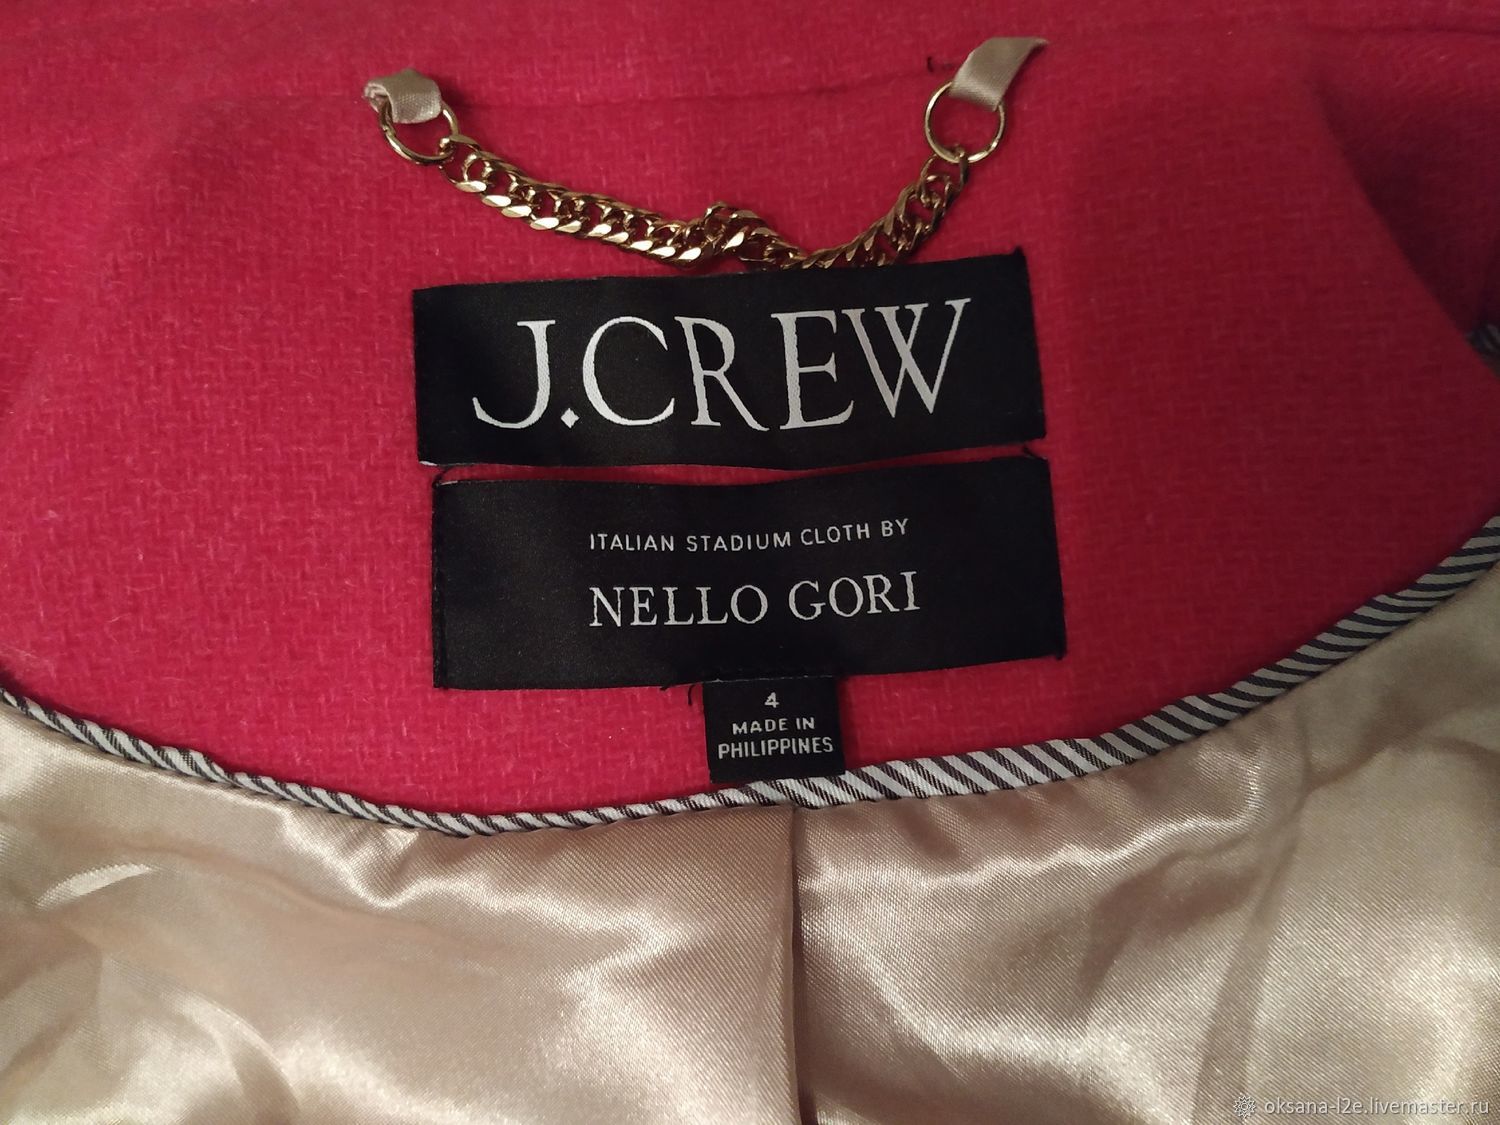 J.CREW
ITALIAN STADIUM CLOTH BY
NELLO GORI
4
MADE IN
PHILIPPINES
oksana-l2e.livemaster.ru